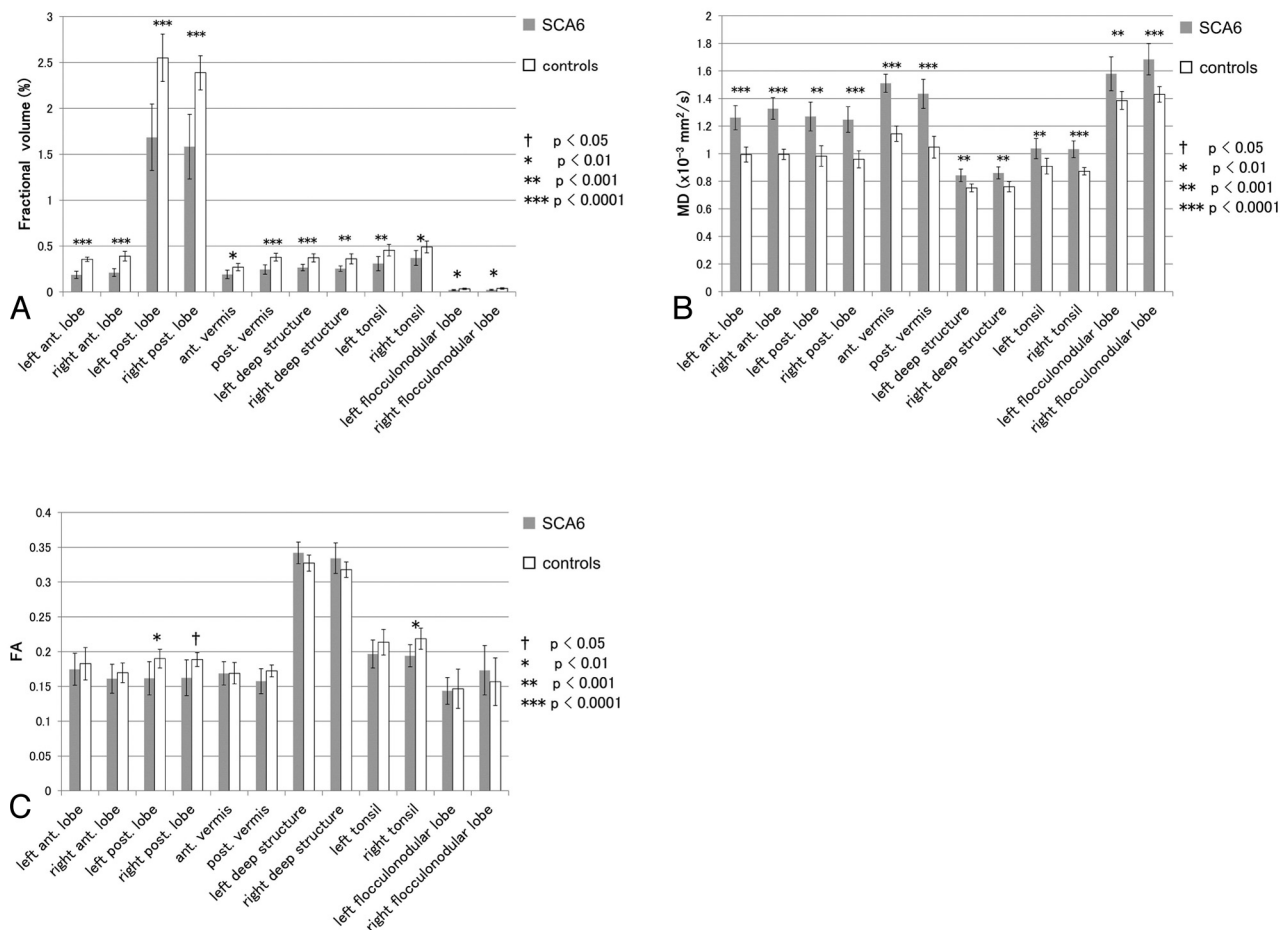 3
2.5
2
1.5
1
0.5
0
Fractional volume (%)
*** *** *** *** *** *** * *** *** ** ** * * *
SCA6
controls
† p < 0.05
* p < 0.01
** p < 0.001
*** p < 0.0001
left ant. lobe
right ant. lobe
left post. lobe
right post. lobe
ant. vermis
post. vermis
left deep structure
right deep structure
left tonsil
right tonsil
left flocculonodular lobe
right flocculonodular lobe
A
2
1.8
1.6
1.4
1.2
1
0.8
0.6
0.4
0.2
0
MD (x10⁻³ mm²/s)
*** *** ** *** *** *** ** ** ** *** ** ***
SCA6
controls
† p < 0.05
* p < 0.01
** p < 0.001
*** p < 0.0001
left ant. lobe
right ant. lobe
left post. lobe
right post. lobe
ant. vermis
post. vermis
left deep structure
right deep structure
left tonsil
right tonsil
left flocculonodular lobe
right flocculonodular lobe
B
0.4
0.35
0.3
0.25
0.2
0.15
0.1
0.05
0
FA
* † *
SCA6
controls
† p < 0.05
* p < 0.01
** p < 0.001
*** p < 0.0001
left ant. lobe
right ant. lobe
left post. lobe
right post. lobe
ant. vermis
post. vermis
left deep structure
right deep structure
left tonsil
right tonsil
left flocculonodular lobe
right flocculonodular lobe
C